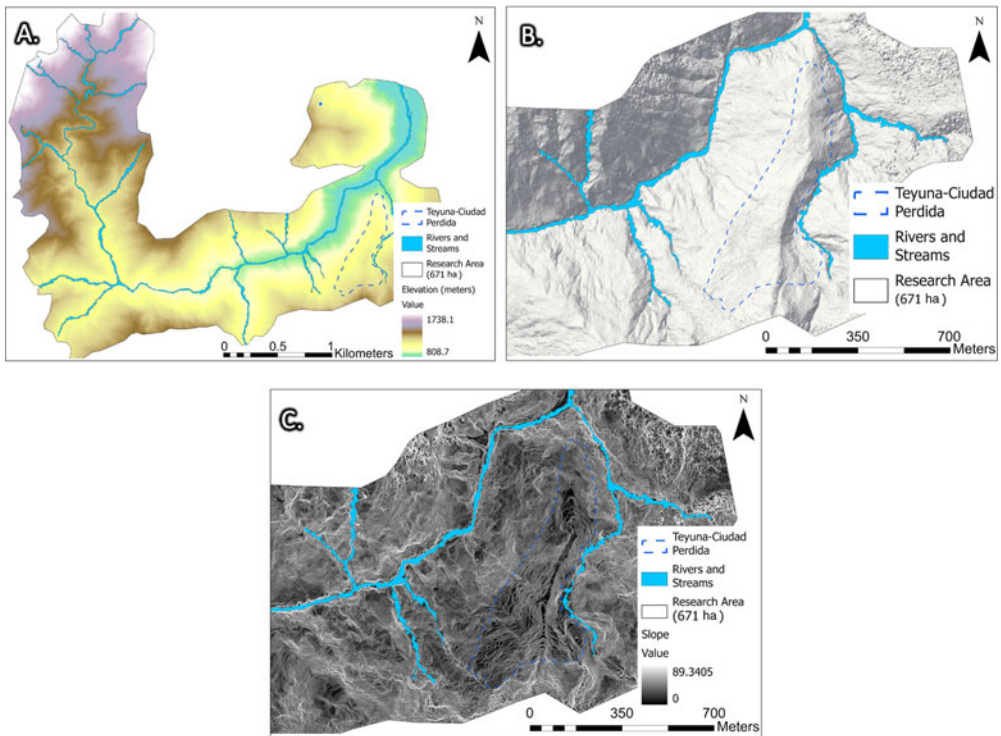 A.
N
Teyuna-Ciudad
Perdida
Rivers and
Streams
Research Area
(671 ha)
Elevation (meters)
Value
1738.1
808.7
0 0.5 1
Kilometers
B.
N
Teyuna-Ciudad
Perdida
Rivers and
Streams
Research Area
(671 ha)
0 350 700
Meters
C.
N
Teyuna-Ciudad
Perdida
Rivers and
Streams
Research Area
(671 ha)
Slope
Value
89.3405
0
0 350 700
Meters